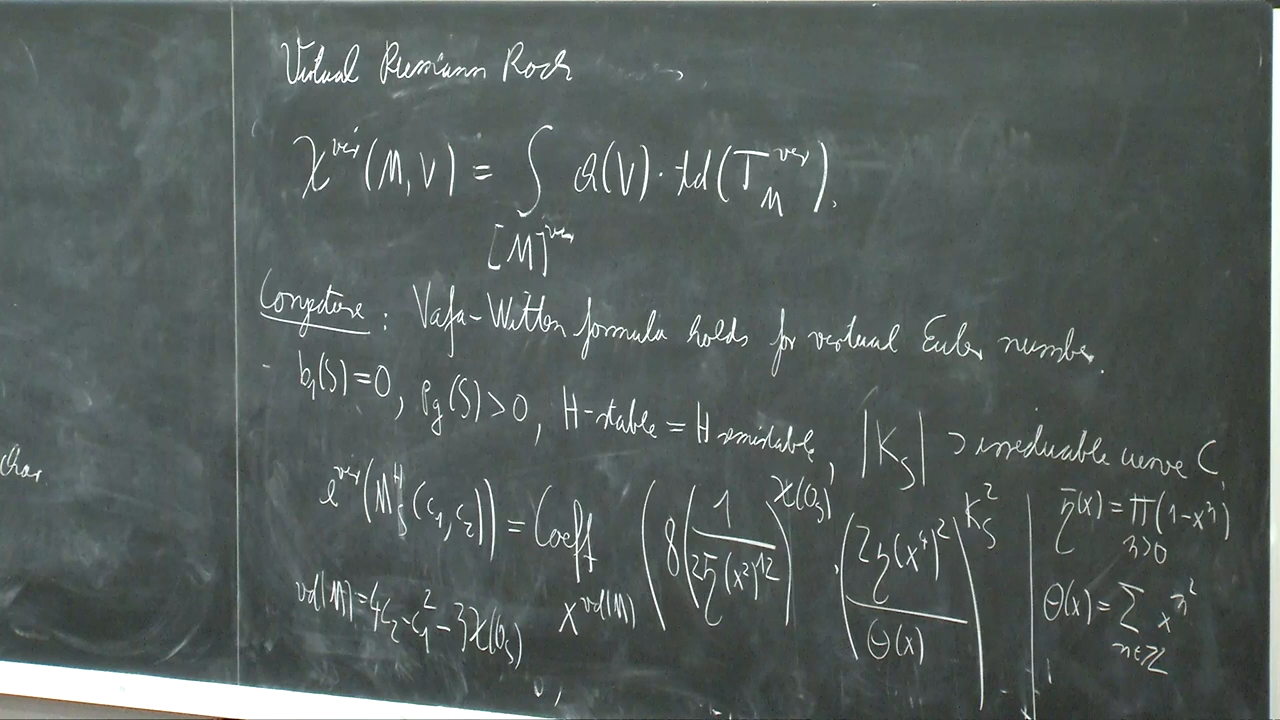 Virtual Riemann Roch
χ^{vir}(M,V) = ∫_{[M]^{vir}} ch(V)·td(T_M^{vir}).
Conjecture: Vafa-Witten formula holds for virtual Euler number.
b_1(S)=0, p_g(S)>0, H-stable = H semistable, |K_S| ∋ irreducible curve C,
char.
e^{vir}(M_S^H(c_1,c_2)) = Coeff_{x^{vd(M)}} ( 8 ( 1 / 2η̄(x^2)^{12} )^{χ(O_S)} · ( 2η̄(x^4)^2 / Θ(x) )^{K_S^2}
η̄(x) = Π_{n>0} (1-x^n)
vd(M)=4c_2-c_1^2-3χ(O_S)
Θ(x) = Σ_{n∈ℤ} x^{n^2}